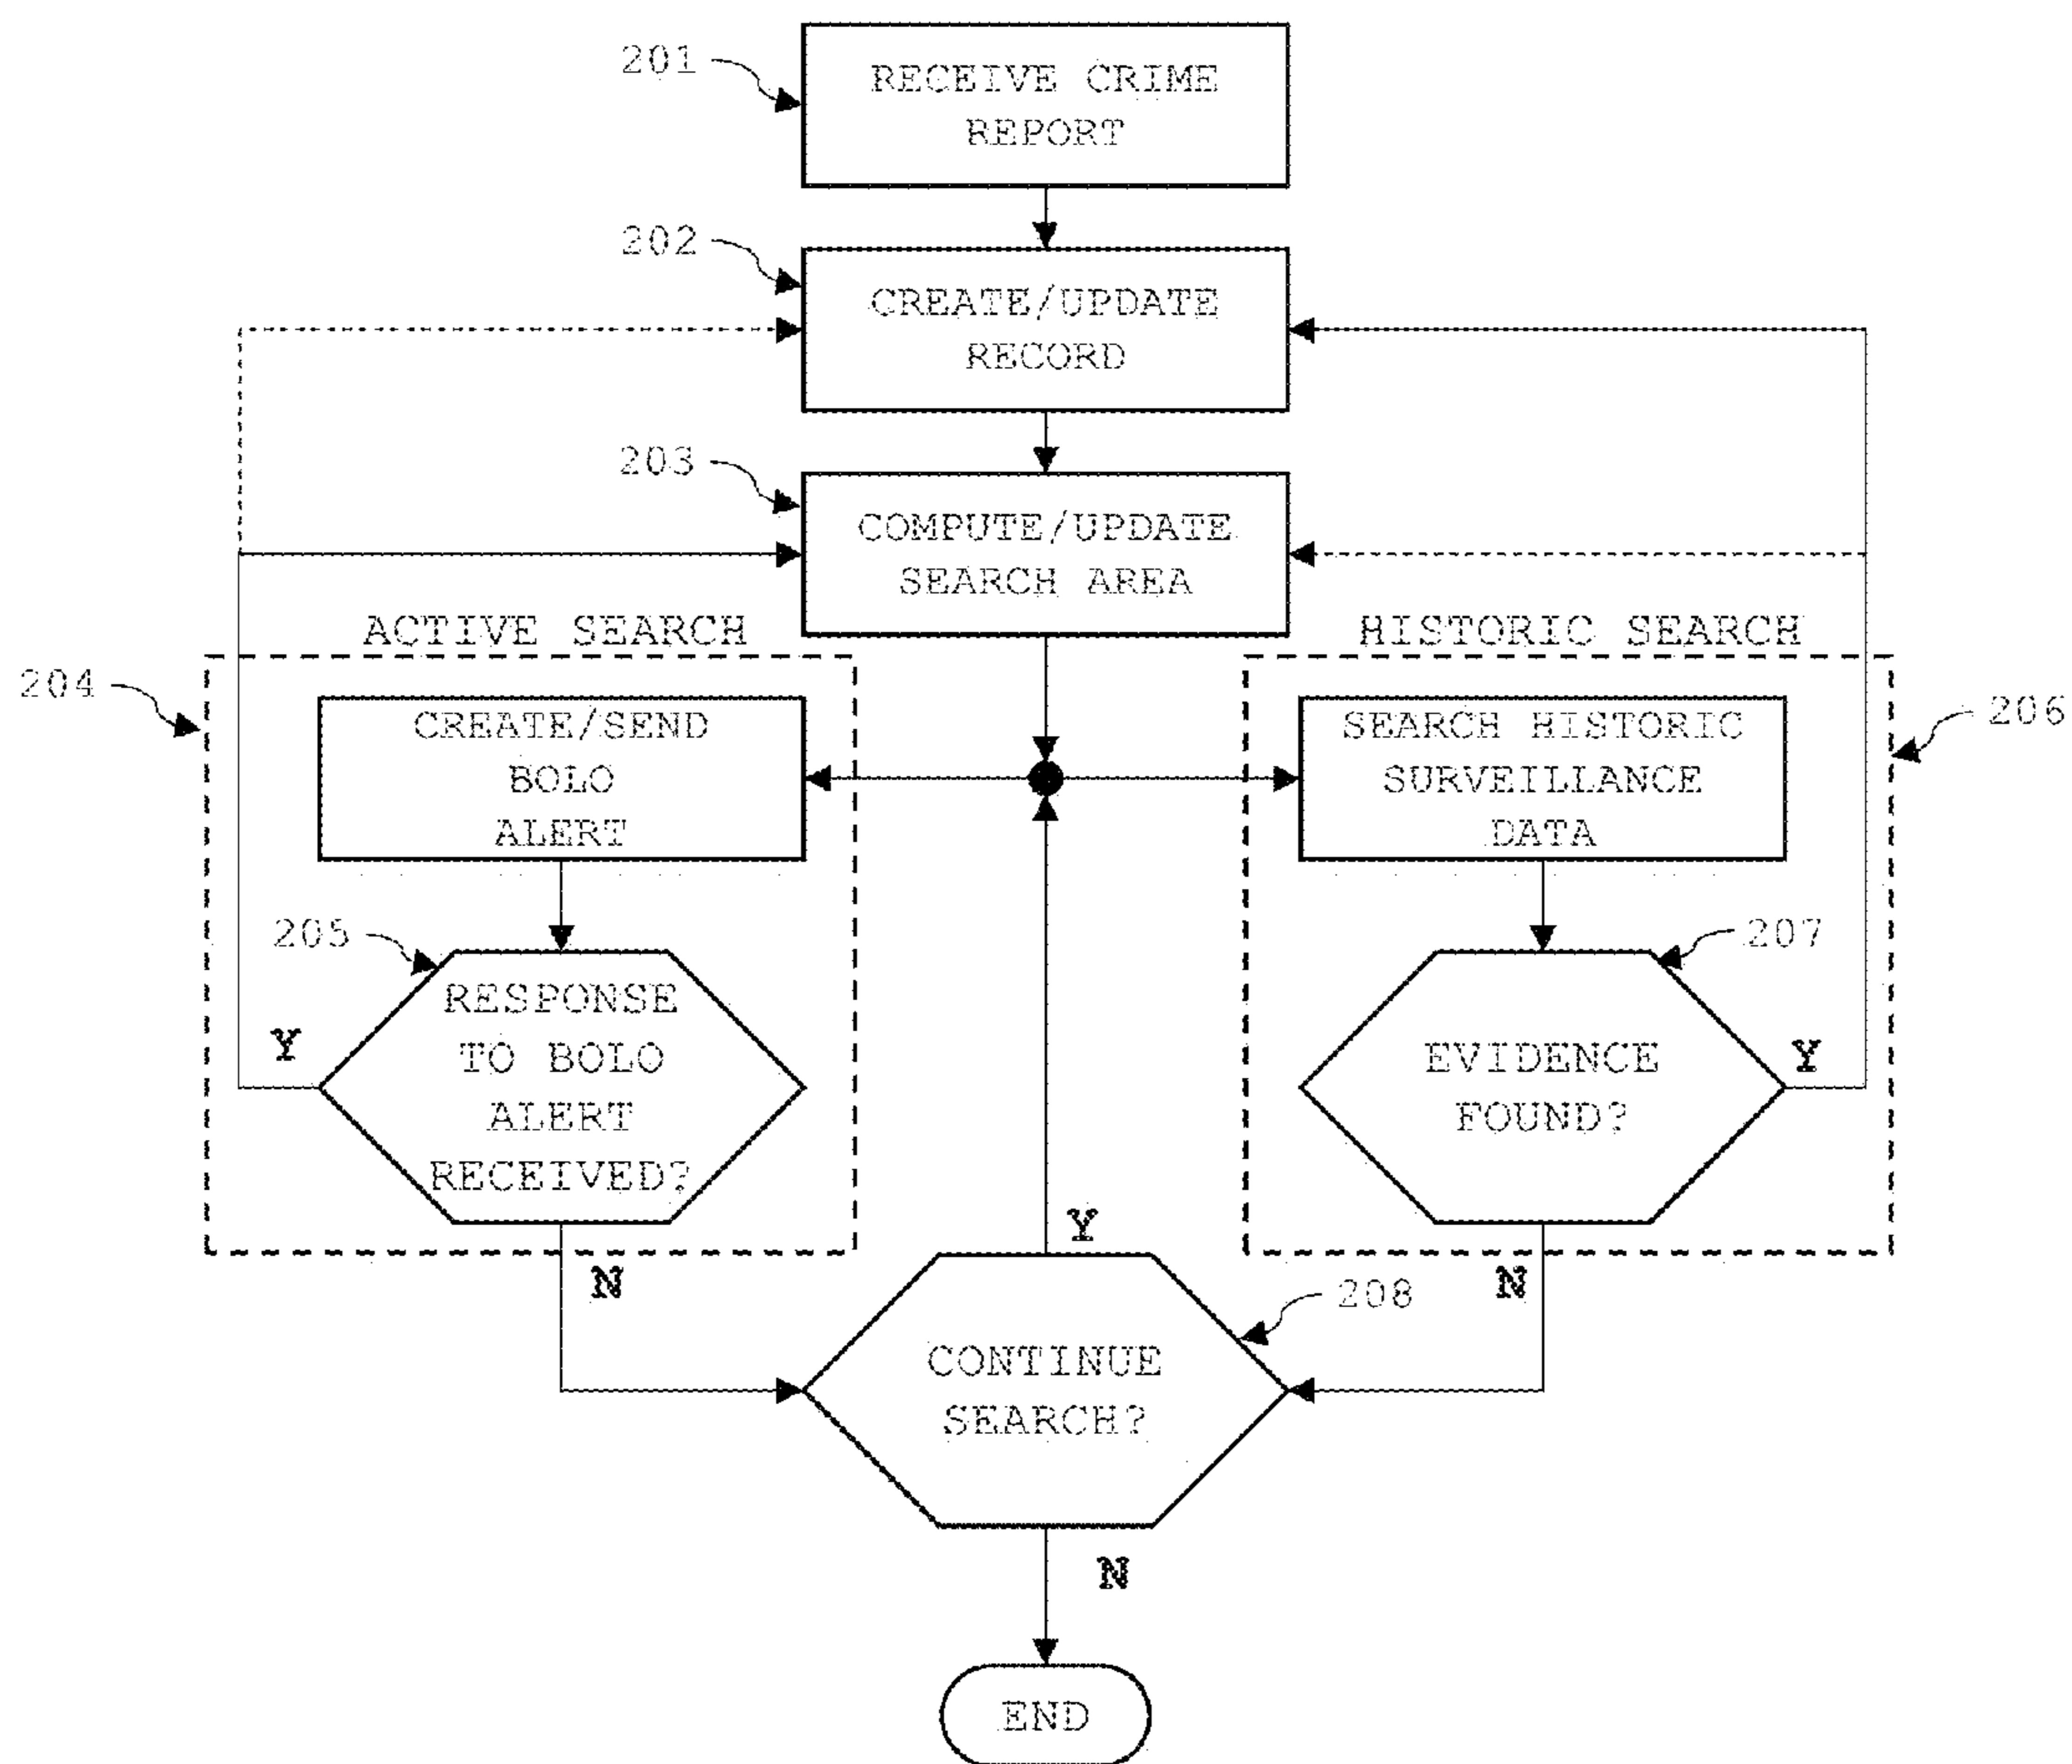 201
RECEIVE CRIME
REPORT
202
CREATE/UPDATE
RECORD
203
COMPUTE/UPDATE
SEARCH AREA
ACTIVE SEARCH
HISTORIC SEARCH
204
CREATE/SEND
BOLO
ALERT
SEARCH HISTORIC
SURVEILLANCE
DATA
206
205
RESPONSE
TO BOLO
ALERT
RECEIVED?
Y
207
EVIDENCE
FOUND?
Y
Y
N
N
208
CONTINUE
SEARCH?
N
END